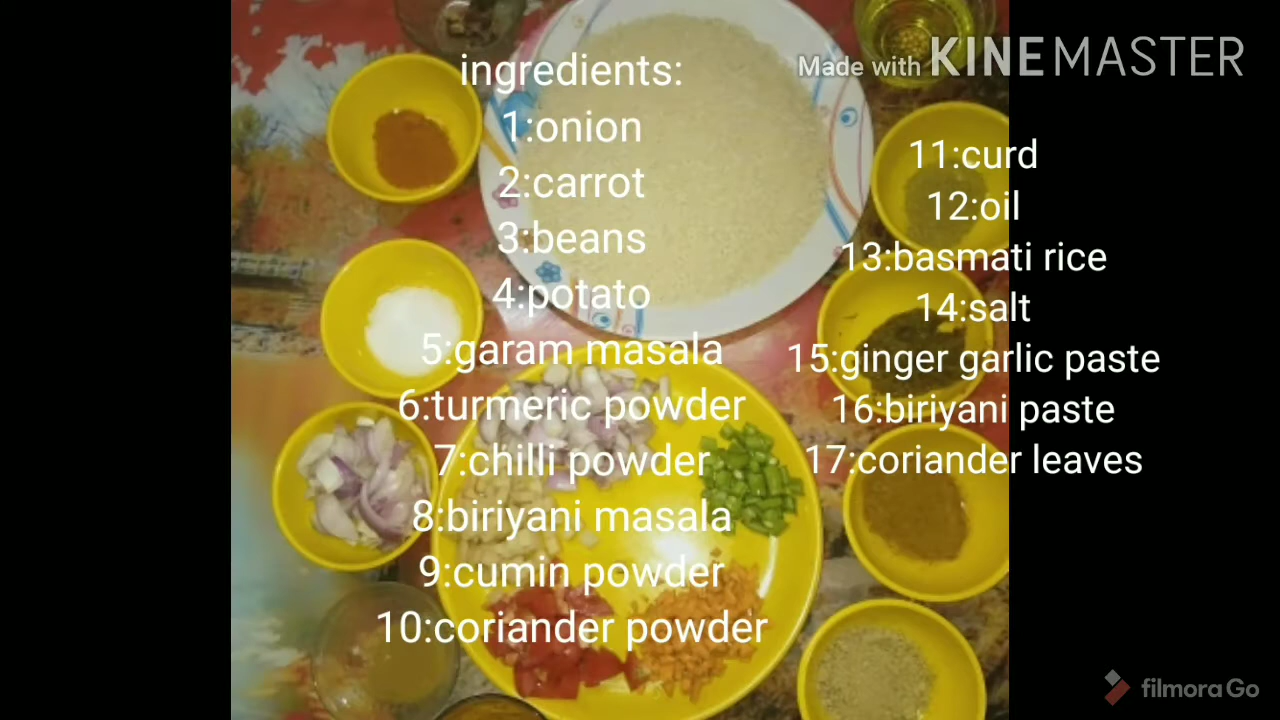 ingredients:
1:onion
2:carrot
3:beans
4:potato
5:garam masala
6:turmeric powder
7:chilli powder
8:biriyani masala
9:cumin powder
10:coriander powder
Made with KINEMASTER
11:curd
12:oil
13:basmati rice
14:salt
15:ginger garlic paste
16:biriyani paste
17:coriander leaves
filmora Go